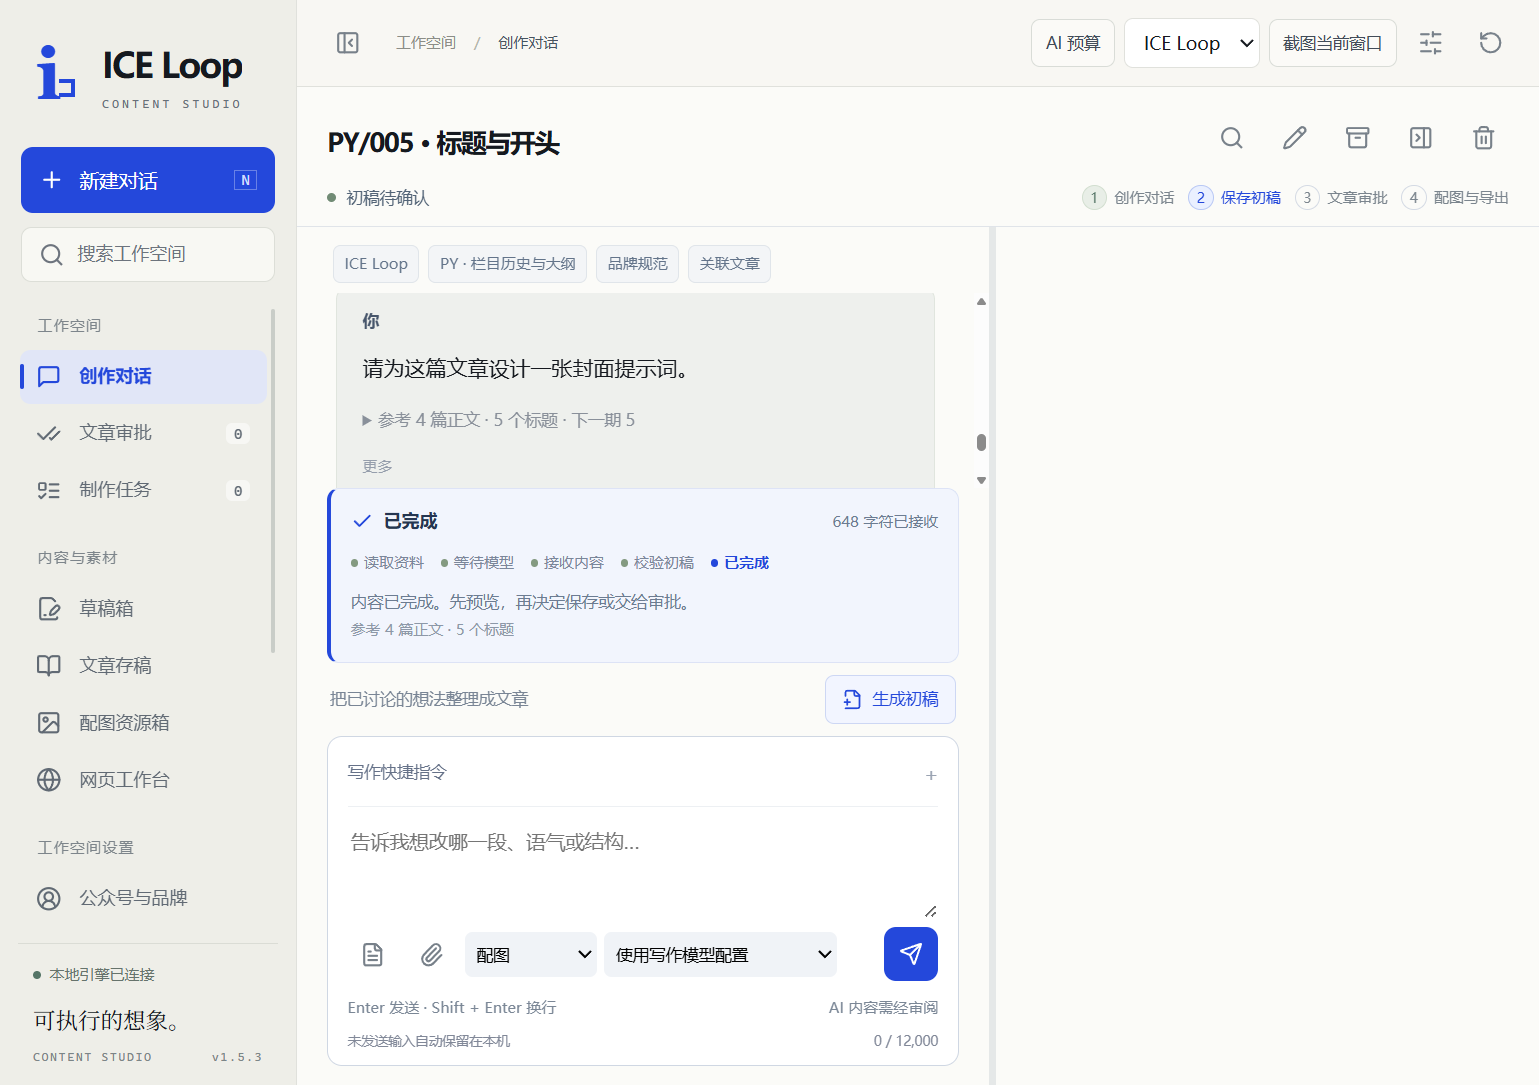 ICE Loop
CONTENT STUDIO
新建对话 N
搜索工作空间
工作空间
创作对话
文章审批 0
制作任务 0
内容与素材
草稿箱
文章存稿
配图资源箱
网页工作台
工作空间设置
公众号与品牌
本地引擎已连接
可执行的想象。
CONTENT STUDIO v1.5.3
工作空间 / 创作对话
AI 预算 ICE Loop 截图当前窗口
PY/005 • 标题与开头
初稿待确认
1 创作对话 2 保存初稿 3 文章审批 4 配图与导出
ICE Loop PY · 栏目历史与大纲 品牌规范 关联文章
你
请为这篇文章设计一张封面提示词。
参考 4 篇正文 · 5 个标题 · 下一期 5
更多
已完成 648 字符已接收
读取资料 等待模型 接收内容 校验初稿 已完成
内容已完成。先预览，再决定保存或交给审批。
参考 4 篇正文 · 5 个标题
把已讨论的想法整理成文章 生成初稿
写作快捷指令 +
告诉我想改哪一段、语气或结构...
配图 使用写作模型配置
Enter 发送 · Shift + Enter 换行 AI 内容需经审阅
未发送输入自动保留在本机 0 / 12,000